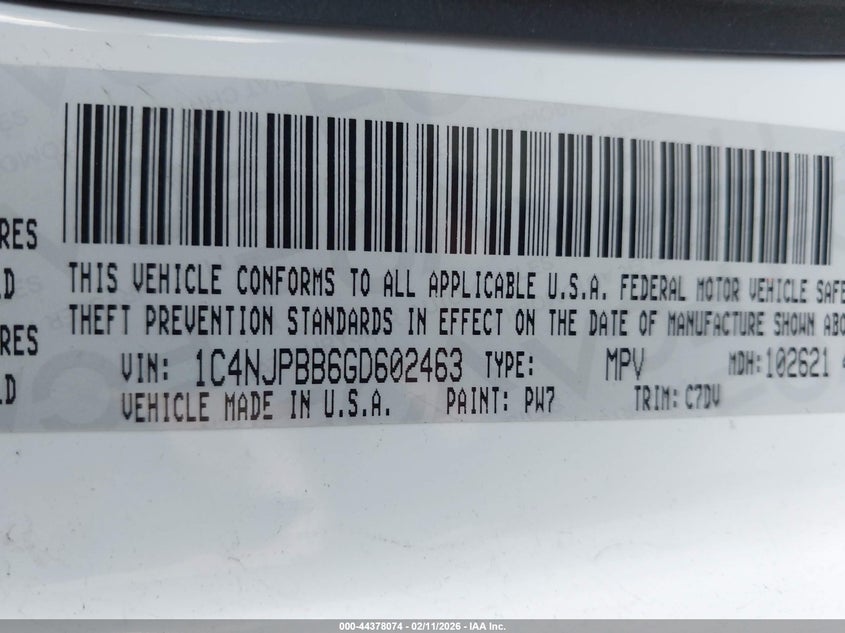 RES
LD
RES
LD
THIS VEHICLE CONFORMS TO ALL APPLICABLE U.S.A. FEDERAL MOTOR VEHICLE SAFE
THEFT PREVENTION STANDARDS IN EFFECT ON THE DATE OF MANUFACTURE SHOWN ABO
VIN: 1C4NJPBB6GD602463 TYPE: MPV MDH:102621 4
VEHICLE MADE IN U.S.A. PAINT: PW7 TRIM: C7DV
000-44378074 - 02/11/2026 - IAA Inc.